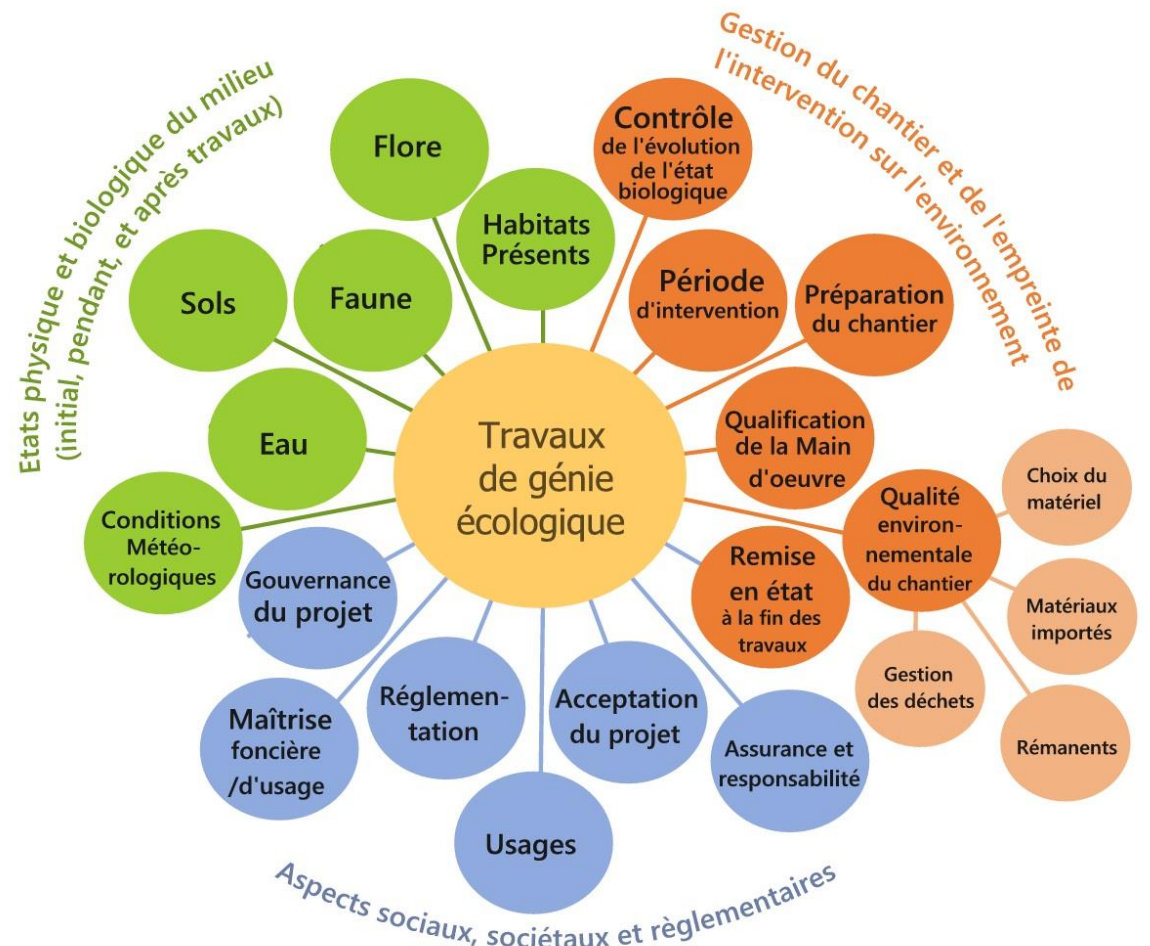 Etats physique et biologique du milieu
(initial, pendant, et après travaux)
Gestion du chantier et de l'empreinte de
l'intervention sur l'environnement
Flore
Habitats
Présents
Sols
Faune
Eau
Conditions
Météo-
rologiques
Contrôle
de l'évolution
de l'état
biologique
Période
d'intervention
Préparation
du chantier
Qualification
de la Main
d'oeuvre
Qualité
environ-
nementale
du chantier
Remise
en état
à la fin des
travaux
Choix du
matériel
Matériaux
importés
Rémanents
Gestion
des déchets
Travaux
de génie
écologique
Gouvernance
du projet
Maîtrise
foncière
/d'usage
Réglemen-
tation
Usages
Acceptation
du projet
Assurance et
responsabilité
Aspects sociaux, sociétaux et règlementaires